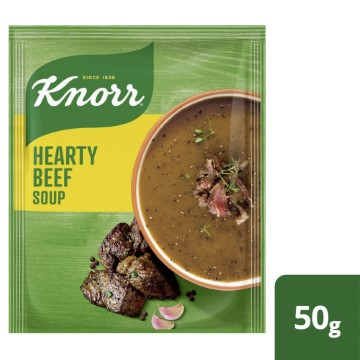 SINCE 1838
Knorr
HEARTY
BEEF
SOUP
50g